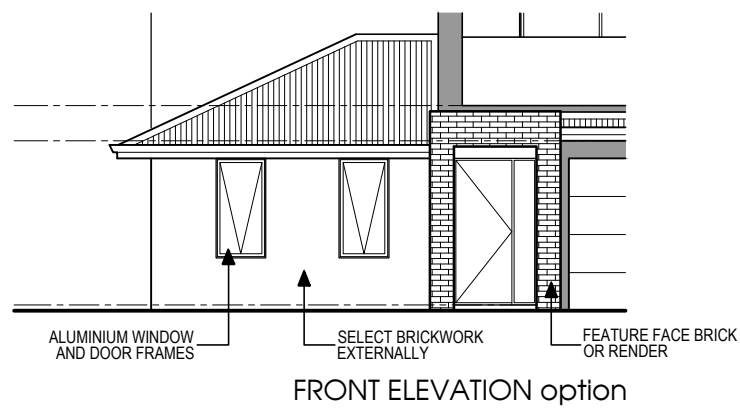 ALUMINIUM WINDOW
AND DOOR FRAMES
SELECT BRICKWORK
EXTERNALLY
FEATURE FACE BRICK
OR RENDER
FRONT ELEVATION option